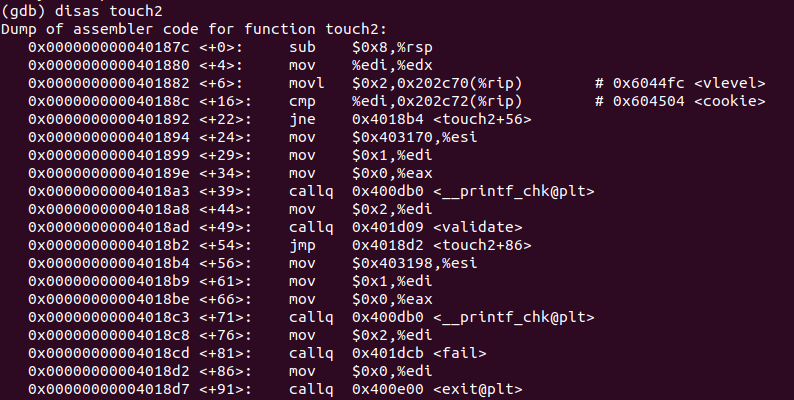 (gdb) disas touch2
Dump of assembler code for function touch2:
0x000000000040187c <+0>: sub $0x8,%rsp
0x0000000000401880 <+4>: mov %edi,%edx
0x0000000000401882 <+6>: movl $0x2,0x202c70(%rip) # 0x6044fc <vlevel>
0x000000000040188c <+16>: cmp %edi,0x202c72(%rip) # 0x604504 <cookie>
0x0000000000401892 <+22>: jne 0x4018b4 <touch2+56>
0x0000000000401894 <+24>: mov $0x403170,%esi
0x0000000000401899 <+29>: mov $0x1,%edi
0x000000000040189e <+34>: mov $0x0,%eax
0x00000000004018a3 <+39>: callq 0x400db0 <__printf_chk@plt>
0x00000000004018a8 <+44>: mov $0x2,%edi
0x00000000004018ad <+49>: callq 0x401d09 <validate>
0x00000000004018b2 <+54>: jmp 0x4018d2 <touch2+86>
0x00000000004018b4 <+56>: mov $0x403198,%esi
0x00000000004018b9 <+61>: mov $0x1,%edi
0x00000000004018be <+66>: mov $0x0,%eax
0x00000000004018c3 <+71>: callq 0x400db0 <__printf_chk@plt>
0x00000000004018c8 <+76>: mov $0x2,%edi
0x00000000004018cd <+81>: callq 0x401dcb <fail>
0x00000000004018d2 <+86>: mov $0x0,%edi
0x00000000004018d7 <+91>: callq 0x400e00 <exit@plt>